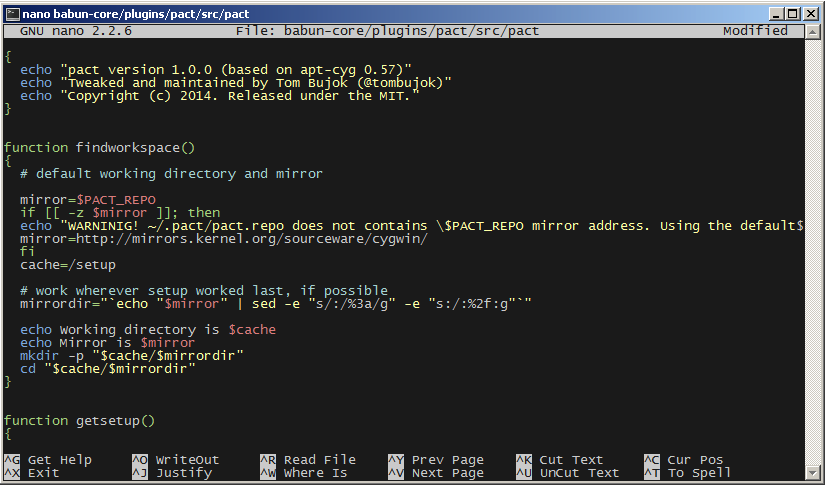 nano babun-core/plugins/pact/src/pact
GNU nano 2.2.6 File: babun-core/plugins/pact/src/pact Modified
{
echo "pact version 1.0.0 (based on apt-cyg 0.57)"
echo "Tweaked and maintained by Tom Bujok (@tombujok)"
echo "Copyright (c) 2014. Released under the MIT."
}
function findworkspace()
{
# default working directory and mirror
mirror=$PACT_REPO
if [[ -z $mirror ]]; then
echo "WARNINIG! ~/.pact/pact.repo does not contains \$PACT_REPO mirror address. Using the default$
mirror=http://mirrors.kernel.org/sourceware/cygwin/
fi
cache=/setup
# work wherever setup worked last, if possible
mirrordir="`echo "$mirror" | sed -e "s/:/%3a/g" -e "s:/:%2f:g"`"
echo Working directory is $cache
echo Mirror is $mirror
mkdir -p "$cache/$mirrordir"
cd "$cache/$mirrordir"
}
function getsetup()
{
^G Get Help ^O WriteOut ^R Read File ^Y Prev Page ^K Cut Text ^C Cur Pos
^X Exit ^J Justify ^W Where Is ^V Next Page ^U UnCut Text ^T To Spell